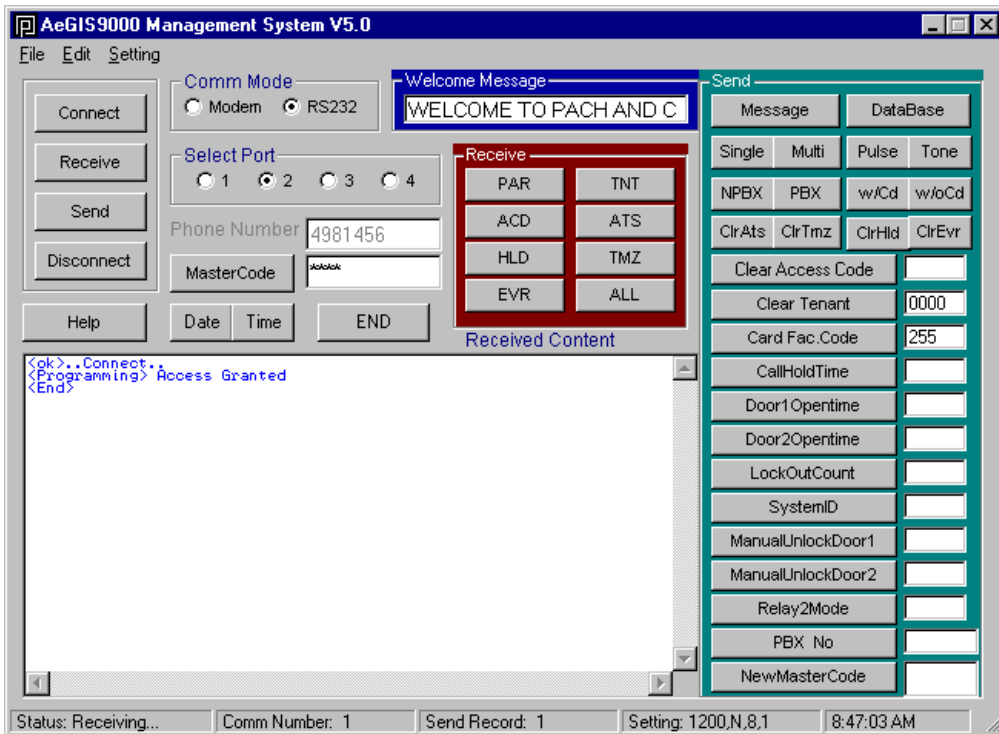 AeGIS9000 Management System V5.0
File Edit Setting
Connect
Receive
Send
Disconnect
Help
Comm Mode
Modem RS232
Select Port
1 2 3 4
Phone Number 4981456
MasterCode *****
Date Time END
Welcome Message
WELCOME TO PACH AND C
Receive
PAR TNT
ACD ATS
HLD TMZ
EVR ALL
Received Content
<ok>..Connect..
<Programming> Access Granted
<End>
Send
Message DataBase
Single Multi Pulse Tone
NPBX PBX w/Cd w/oCd
ClrAts ClrTmz ClrHld ClrEvr
Clear Access Code
Clear Tenant 0000
Card Fac.Code 255
CallHoldTime
Door1Opentime
Door2Opentime
LockOutCount
SystemID
ManualUnlockDoor1
ManualUnlockDoor2
Relay2Mode
PBX No
NewMasterCode
Status: Receiving... Comm Number: 1 Send Record: 1 Setting: 1200,N,8,1 8:47:03 AM